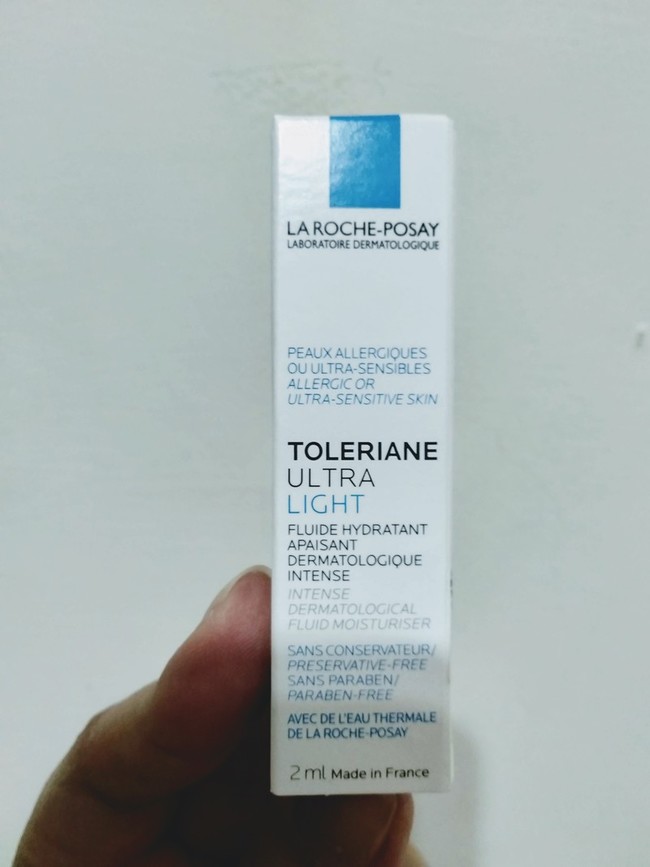 LA ROCHE-POSAY
LABORATOIRE DERMATOLOGIQUE
PEAUX ALLERGIQUES
OU ULTRA-SENSIBLES
ALLERGIC OR
ULTRA-SENSITIVE SKIN
TOLERIANE
ULTRA
LIGHT
FLUIDE HYDRATANT
APAISANT
DERMATOLOGIQUE
INTENSE
INTENSE
DERMATOLOGICAL
FLUID MOISTURISER
SANS CONSERVATEUR/
PRESERVATIVE-FREE
SANS PARABEN/
PARABEN-FREE
AVEC DE L'EAU THERMALE
DE LA ROCHE-POSAY
2 ml Made in France